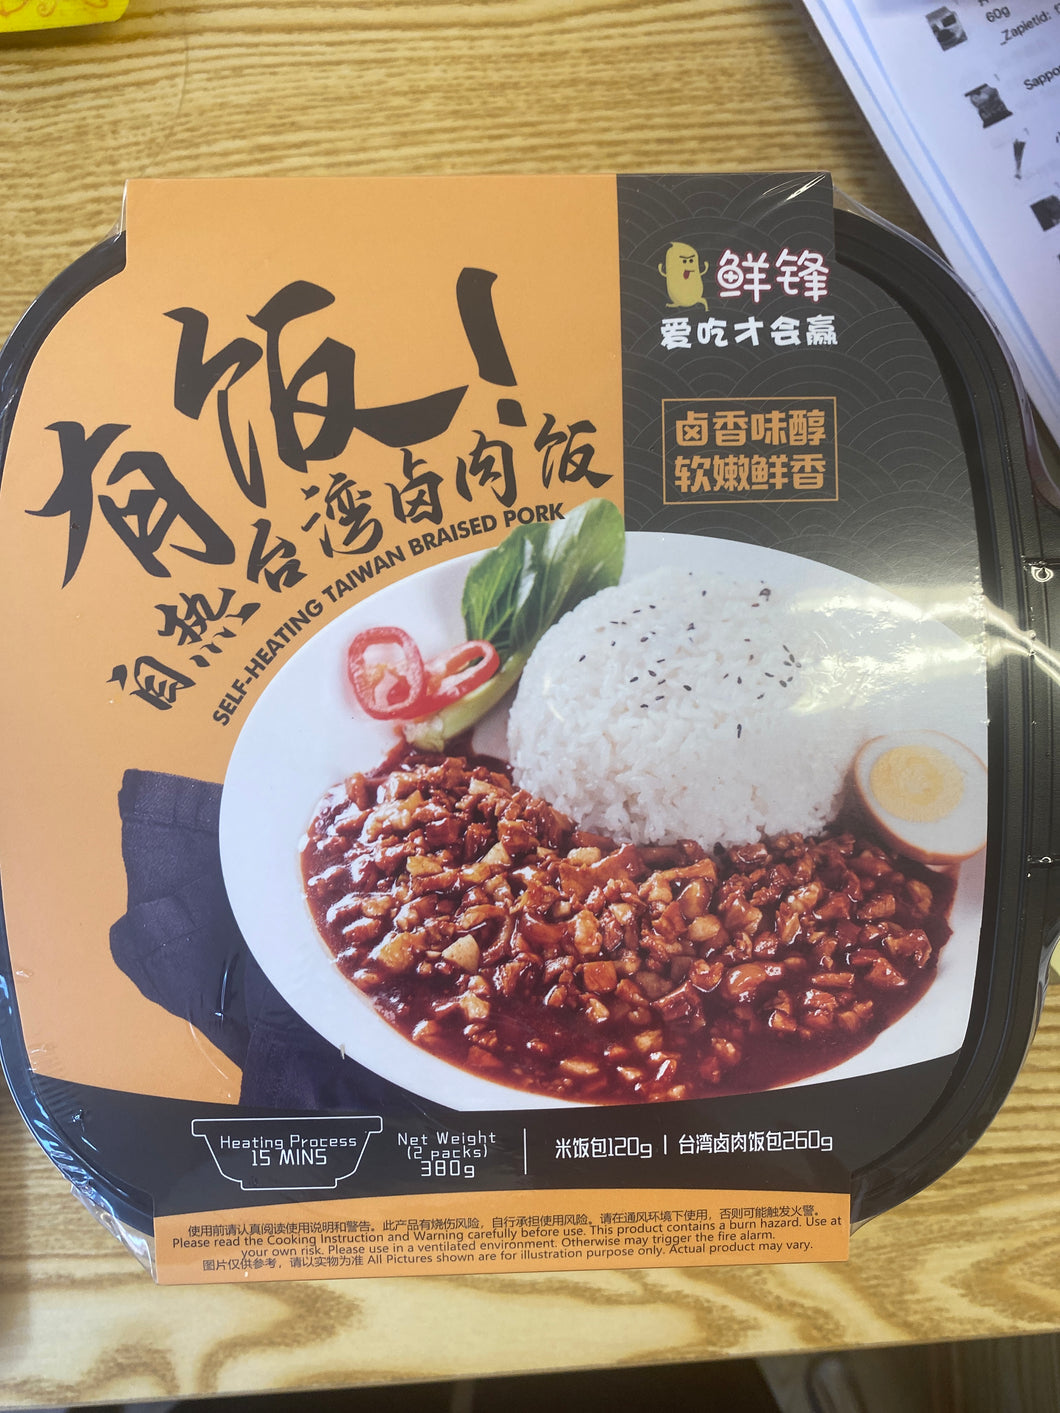 60g
Zapietid:
Sappo
鲜锋
爱吃才会赢
卤香味醇
软嫩鲜香
有饭！
自热台湾卤肉饭
SELF-HEATING TAIWAN BRAISED PORK
Heating Process
15 MINS
Net Weight
(2 packs)
380g
米饭包120g | 台湾卤肉饭包260g
使用前请认真阅读使用说明和警告。此产品有烧伤风险，自行承担使用风险。请在通风环境下使用，否则可能触发火警。
Please read the Cooking Instruction and Warning carefully before use. This product contains a burn hazard. Use at
your own risk. Please use in a ventilated environment. Otherwise may trigger the fire alarm.
图片仅供参考，请以实物为准 All Pictures shown are for illustration purpose only. Actual product may vary.